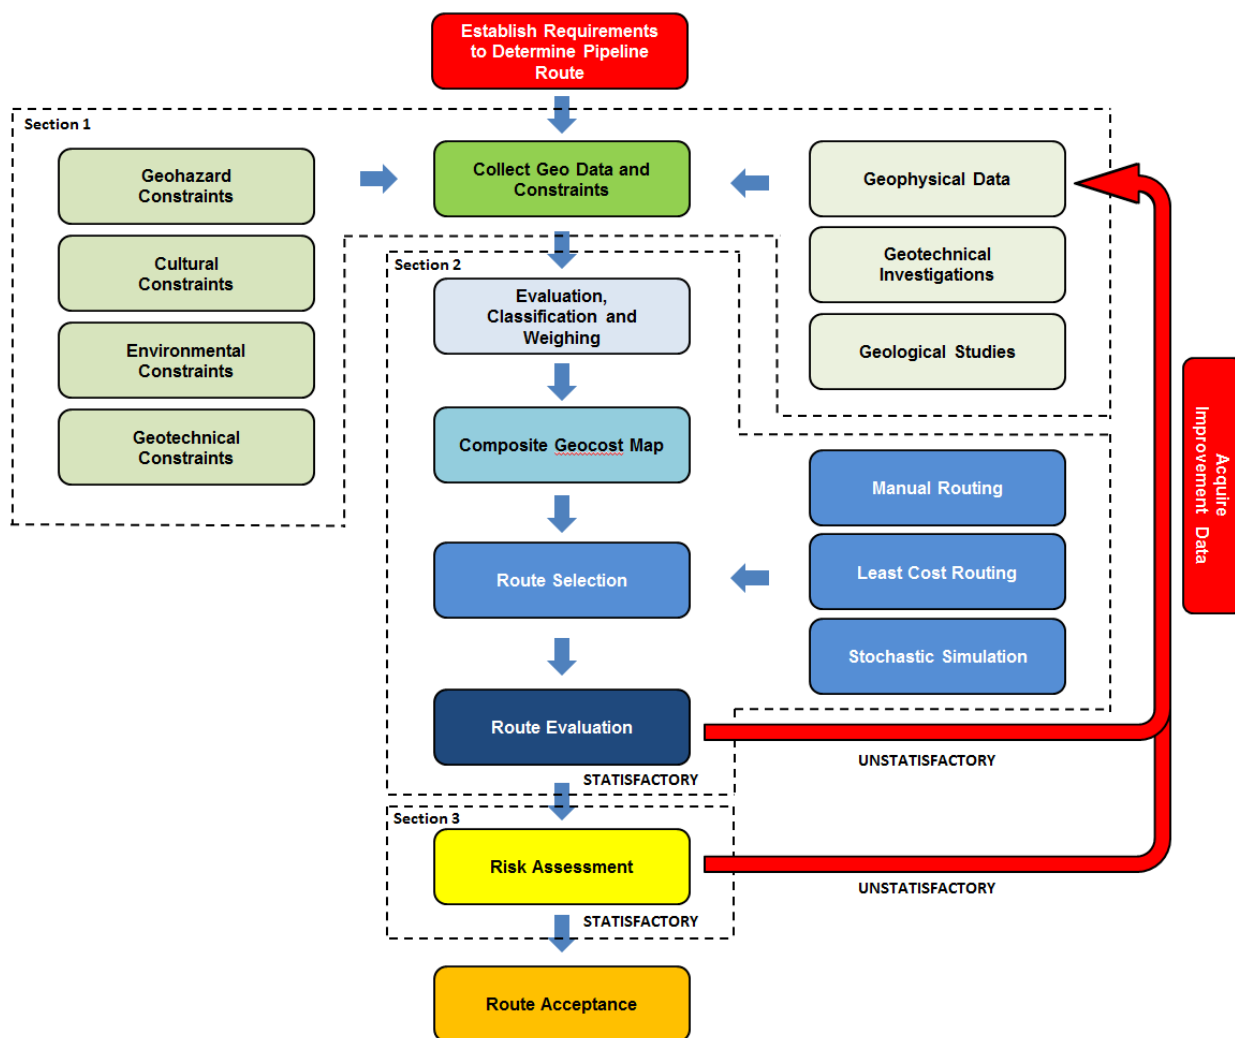 Establish Requirements
to Determine Pipeline
Route
Section 1
Geohazard
Constraints
Collect Geo Data and
Constraints
Geophysical Data
Cultural
Constraints
Geotechnical
Investigations
Section 2
Evaluation,
Classification and
Weighing
Environmental
Constraints
Geological Studies
Geotechnical
Constraints
Composite Geocost Map
Acquire
Improvement Data
Manual Routing
Route Selection
Least Cost Routing
Stochastic Simulation
Route Evaluation
UNSTATISFACTORY
STATISFACTORY
Section 3
Risk Assessment
UNSTATISFACTORY
STATISFACTORY
Route Acceptance